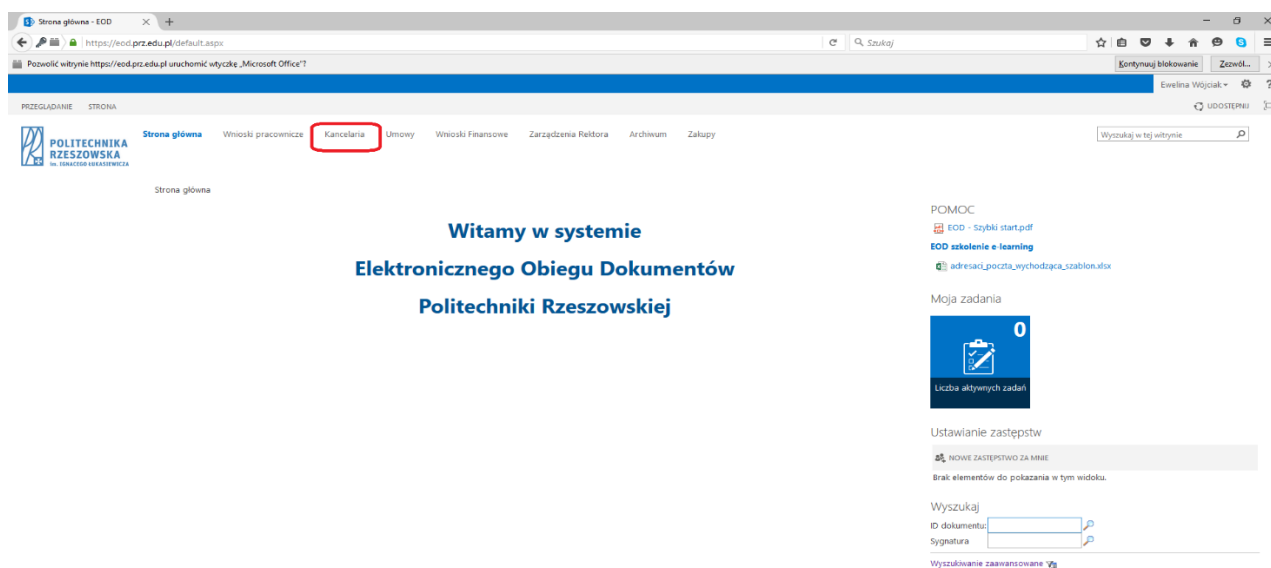 Strona główna - EOD
https://eod.prz.edu.pl/default.aspx
Szukaj
Pozwolić witrynie https://eod.prz.edu.pl uruchomić wtyczkę „Microsoft Office"?
Kontynuuj blokowanie
Zezwól...
Ewelina Wójciak
PRZEGLĄDANIE STRONA
UDOSTĘPNIJ
POLITECHNIKA
RZESZOWSKA
im. IGNACEGO ŁUKASIEWICZA
Strona główna Wnioski pracownicze Kancelaria Umowy Wnioski Finansowe Zarządzenia Rektora Archiwum Zakupy
Wyszukaj w tej witrynie
Strona główna
Witamy w systemie
Elektronicznego Obiegu Dokumentów
Politechniki Rzeszowskiej
POMOC
EOD - Szybki start.pdf
EOD szkolenie e-learning
adresaci_poczta_wychodząca_szablon.xlsx
Moja zadania
0
Liczba aktywnych zadań
Ustawianie zastępstw
NOWE ZASTĘPSTWO ZA MNIE
Brak elementów do pokazania w tym widoku.
Wyszukaj
ID dokumentu:
Sygnatura
Wyszukiwanie zaawansowane